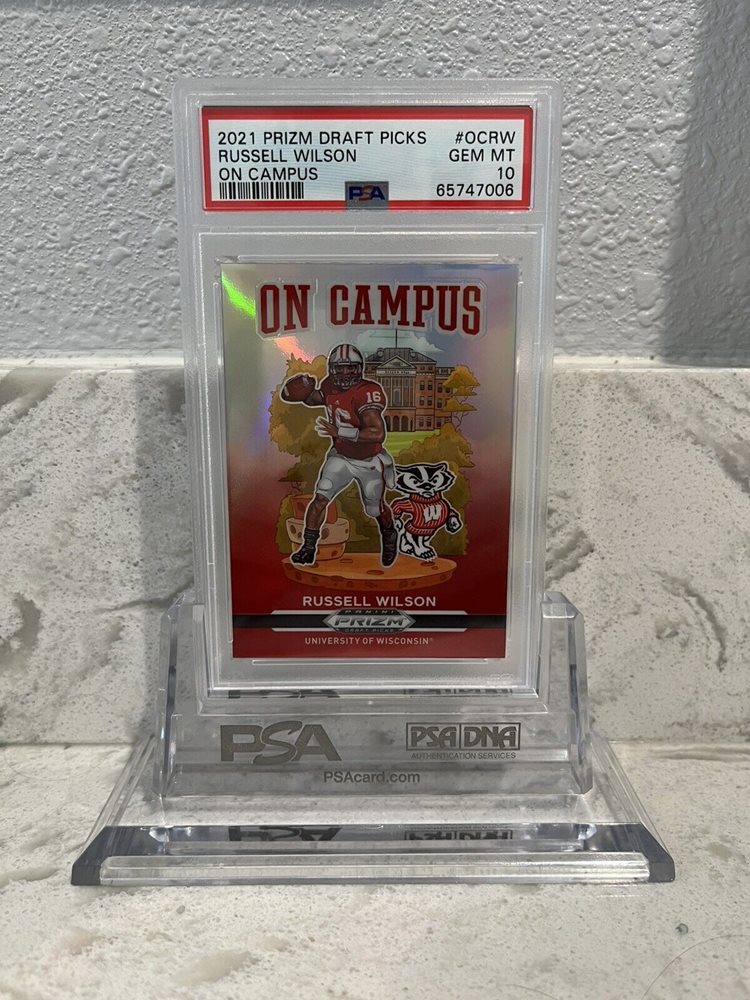 2021 PRIZM DRAFT PICKS #OCRW
RUSSELL WILSON GEM MT
ON CAMPUS 10
PSA 65747006
ON CAMPUS
16
W
RUSSELL WILSON
PANINI
PRIZM
DRAFT PICKS
UNIVERSITY OF WISCONSIN®
PSA PSA DNA
AUTHENTICATION SERVICES
PSAcard.com